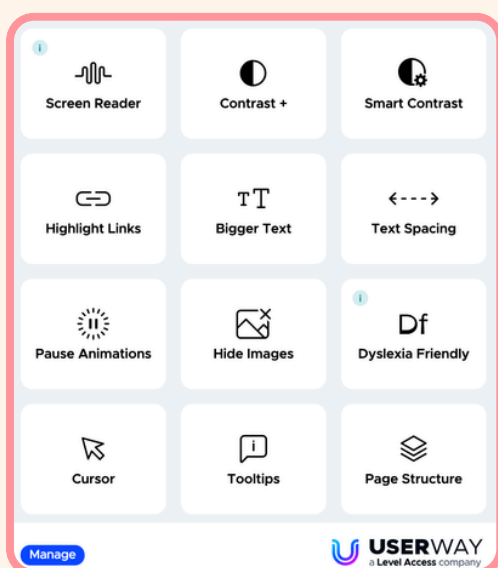 i
Screen Reader
Contrast +
Smart Contrast
Highlight Links
TT
Bigger Text
Text Spacing
Pause Animations
Hide Images
i
Df
Dyslexia Friendly
Cursor
i
Tooltips
Page Structure
Manage
USERWAY
a Level Access company